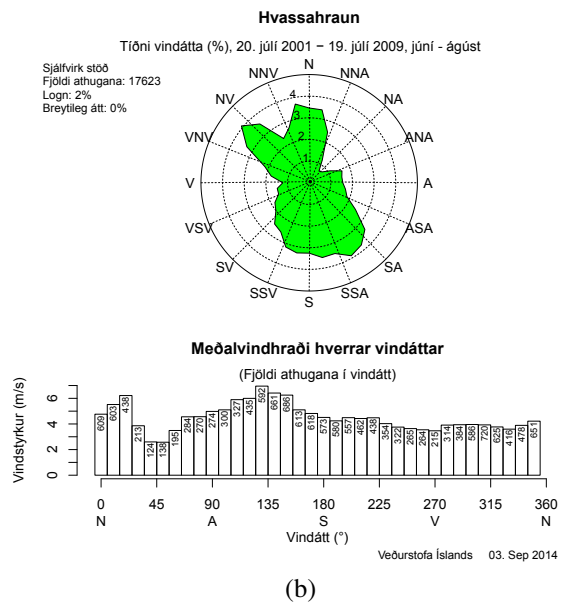 Hvassahraun
Tíðni vindátta (%), 20. júlí 2001 − 19. júlí 2009, júní - ágúst
Sjálfvirk stöð
Fjöldi athugana: 17623
Logn: 2%
Breytileg átt: 0%
N
NNV NNA
NV NA
VNV ANA
V A
VSV ASA
SV SA
SSV SSA
S
4
3
2
1
0
Meðalvindhraði hverrar vindáttar
(Fjöldi athugana í vindátt)
Vindstyrkur (m/s)
6
4
2
0
609 603 438 213 124 138 195 284 270 274 300 327 435 592 661 686 613 618 573 580 557 462 438 354 322 265 264 215 314 384 586 720 625 416 478 651
0 45 90 135 180 225 270 315 360
N A S V N
Vindátt (°)
Veðurstofa Íslands 03. Sep 2014
(b)